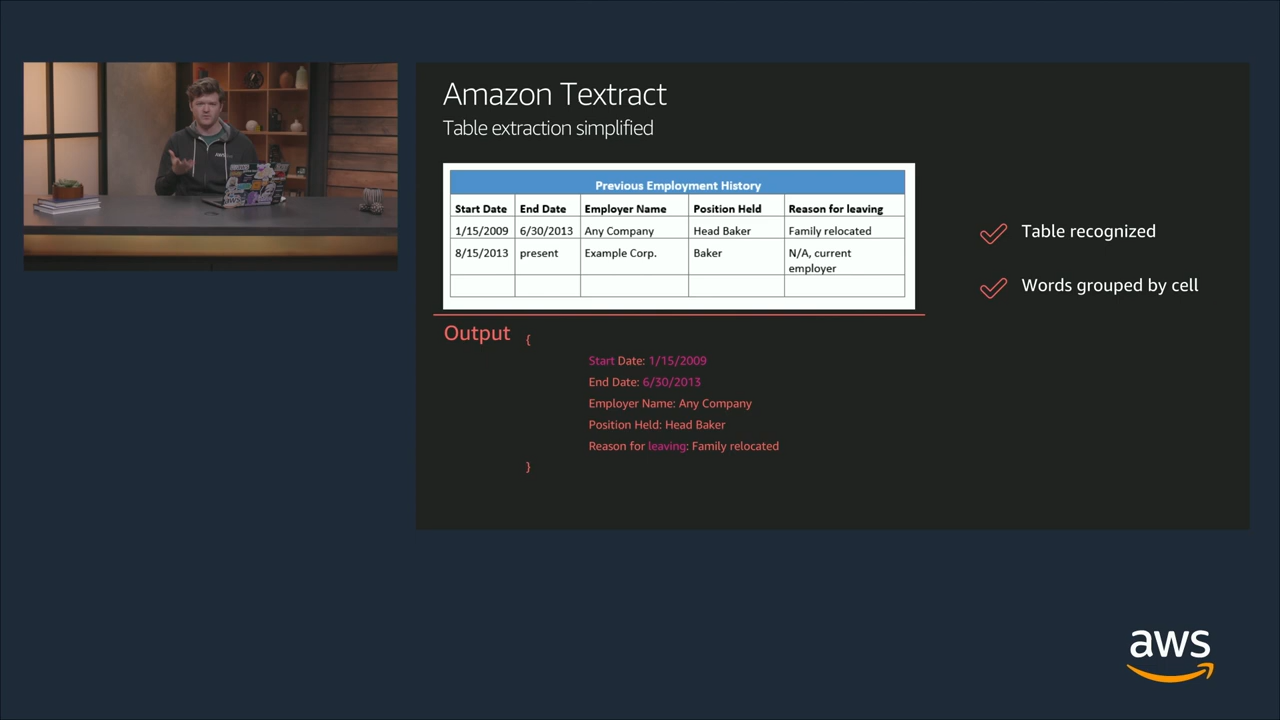 Amazon Textract
Table extraction simplified
Previous Employment History
Start Date End Date Employer Name Position Held Reason for leaving
1/15/2009 6/30/2013 Any Company Head Baker Family relocated
8/15/2013 present Example Corp. Baker N/A, current
employer
Table recognized
Words grouped by cell
Output {
Start Date: 1/15/2009
End Date: 6/30/2013
Employer Name: Any Company
Position Held: Head Baker
Reason for leaving: Family relocated
}
aws
aws